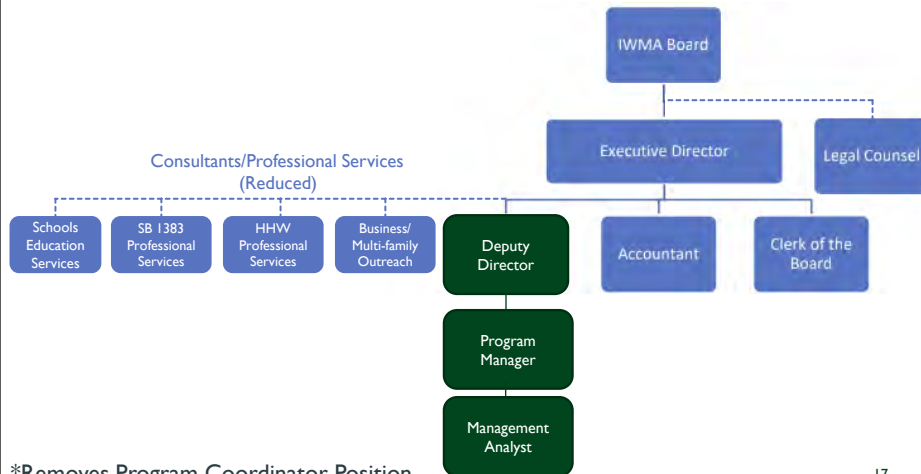 IWMA Board
Executive Director
Legal Counsel
Consultants/Professional Services
(Reduced)
Schools
Education
Services
SB 1383
Professional
Services
HHW
Professional
Services
Business/
Multi-family
Outreach
Deputy
Director
Accountant
Clerk of the
Board
Program
Manager
Management
Analyst
*Removes Program Coordinator Position
17